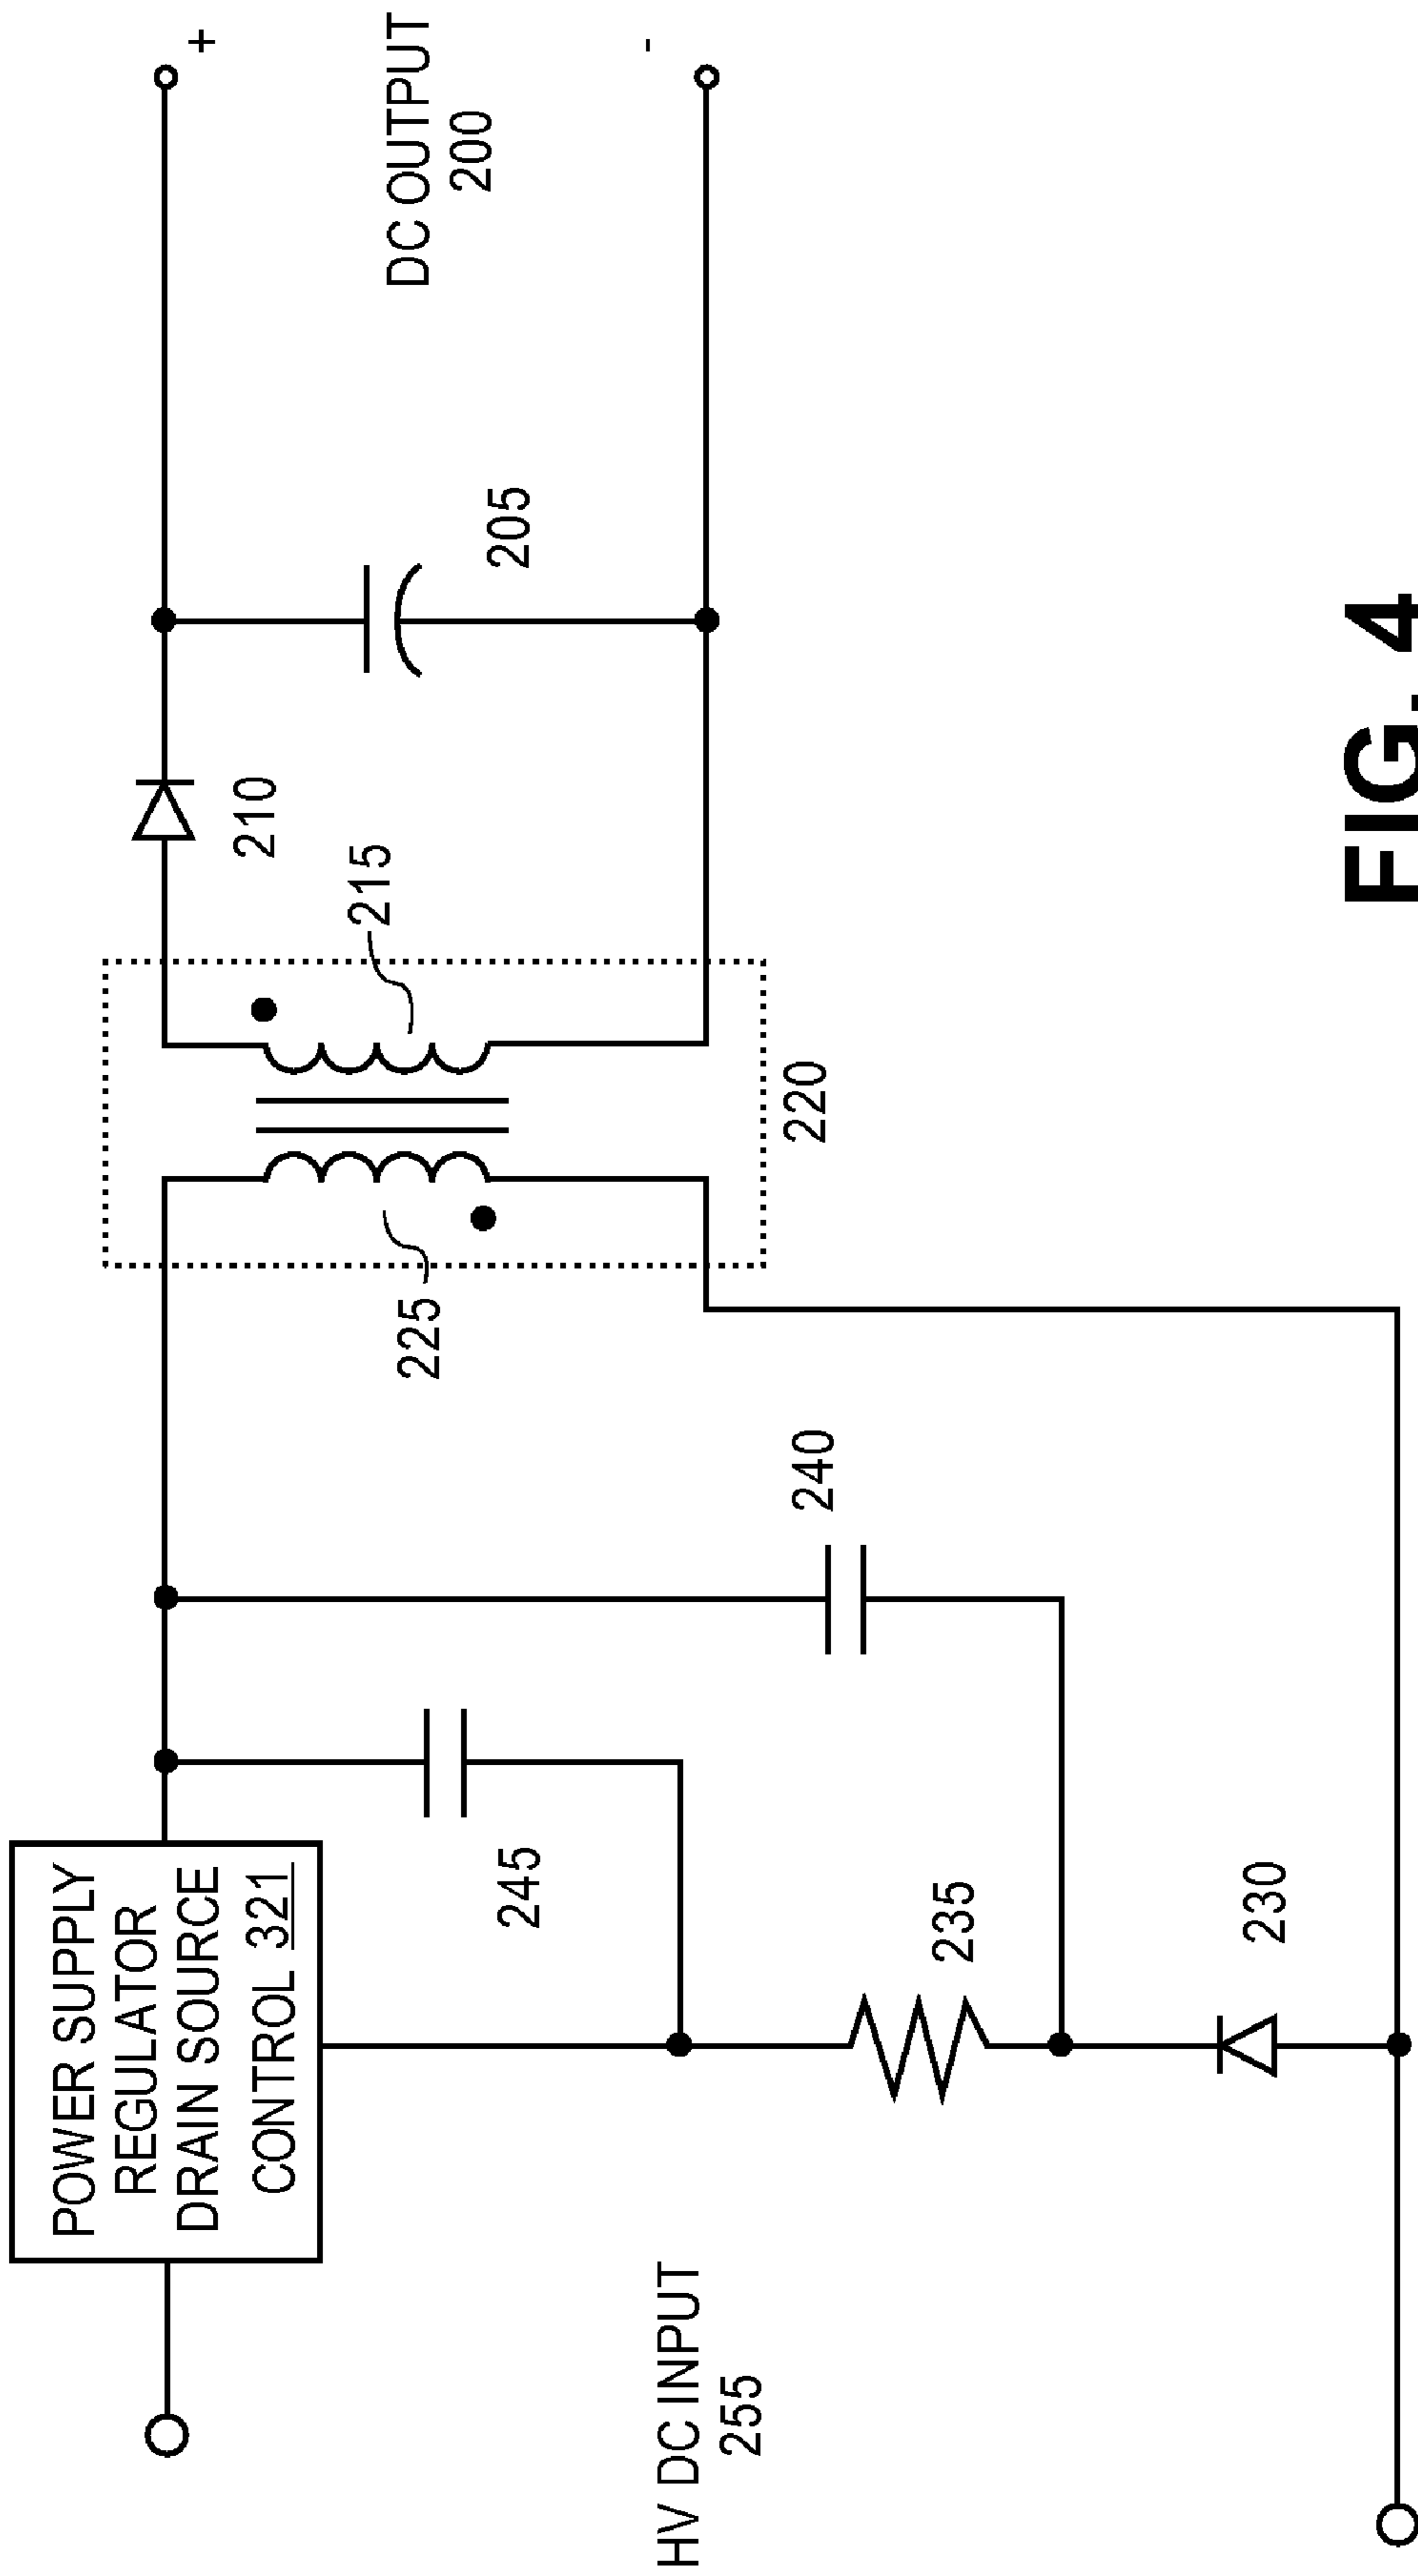 POWER SUPPLY
REGULATOR
DRAIN SOURCE
CONTROL 321
+
-
DC OUTPUT
200
210
215
205
225
220
245
240
235
230
HV DC INPUT
255
FIG. 4